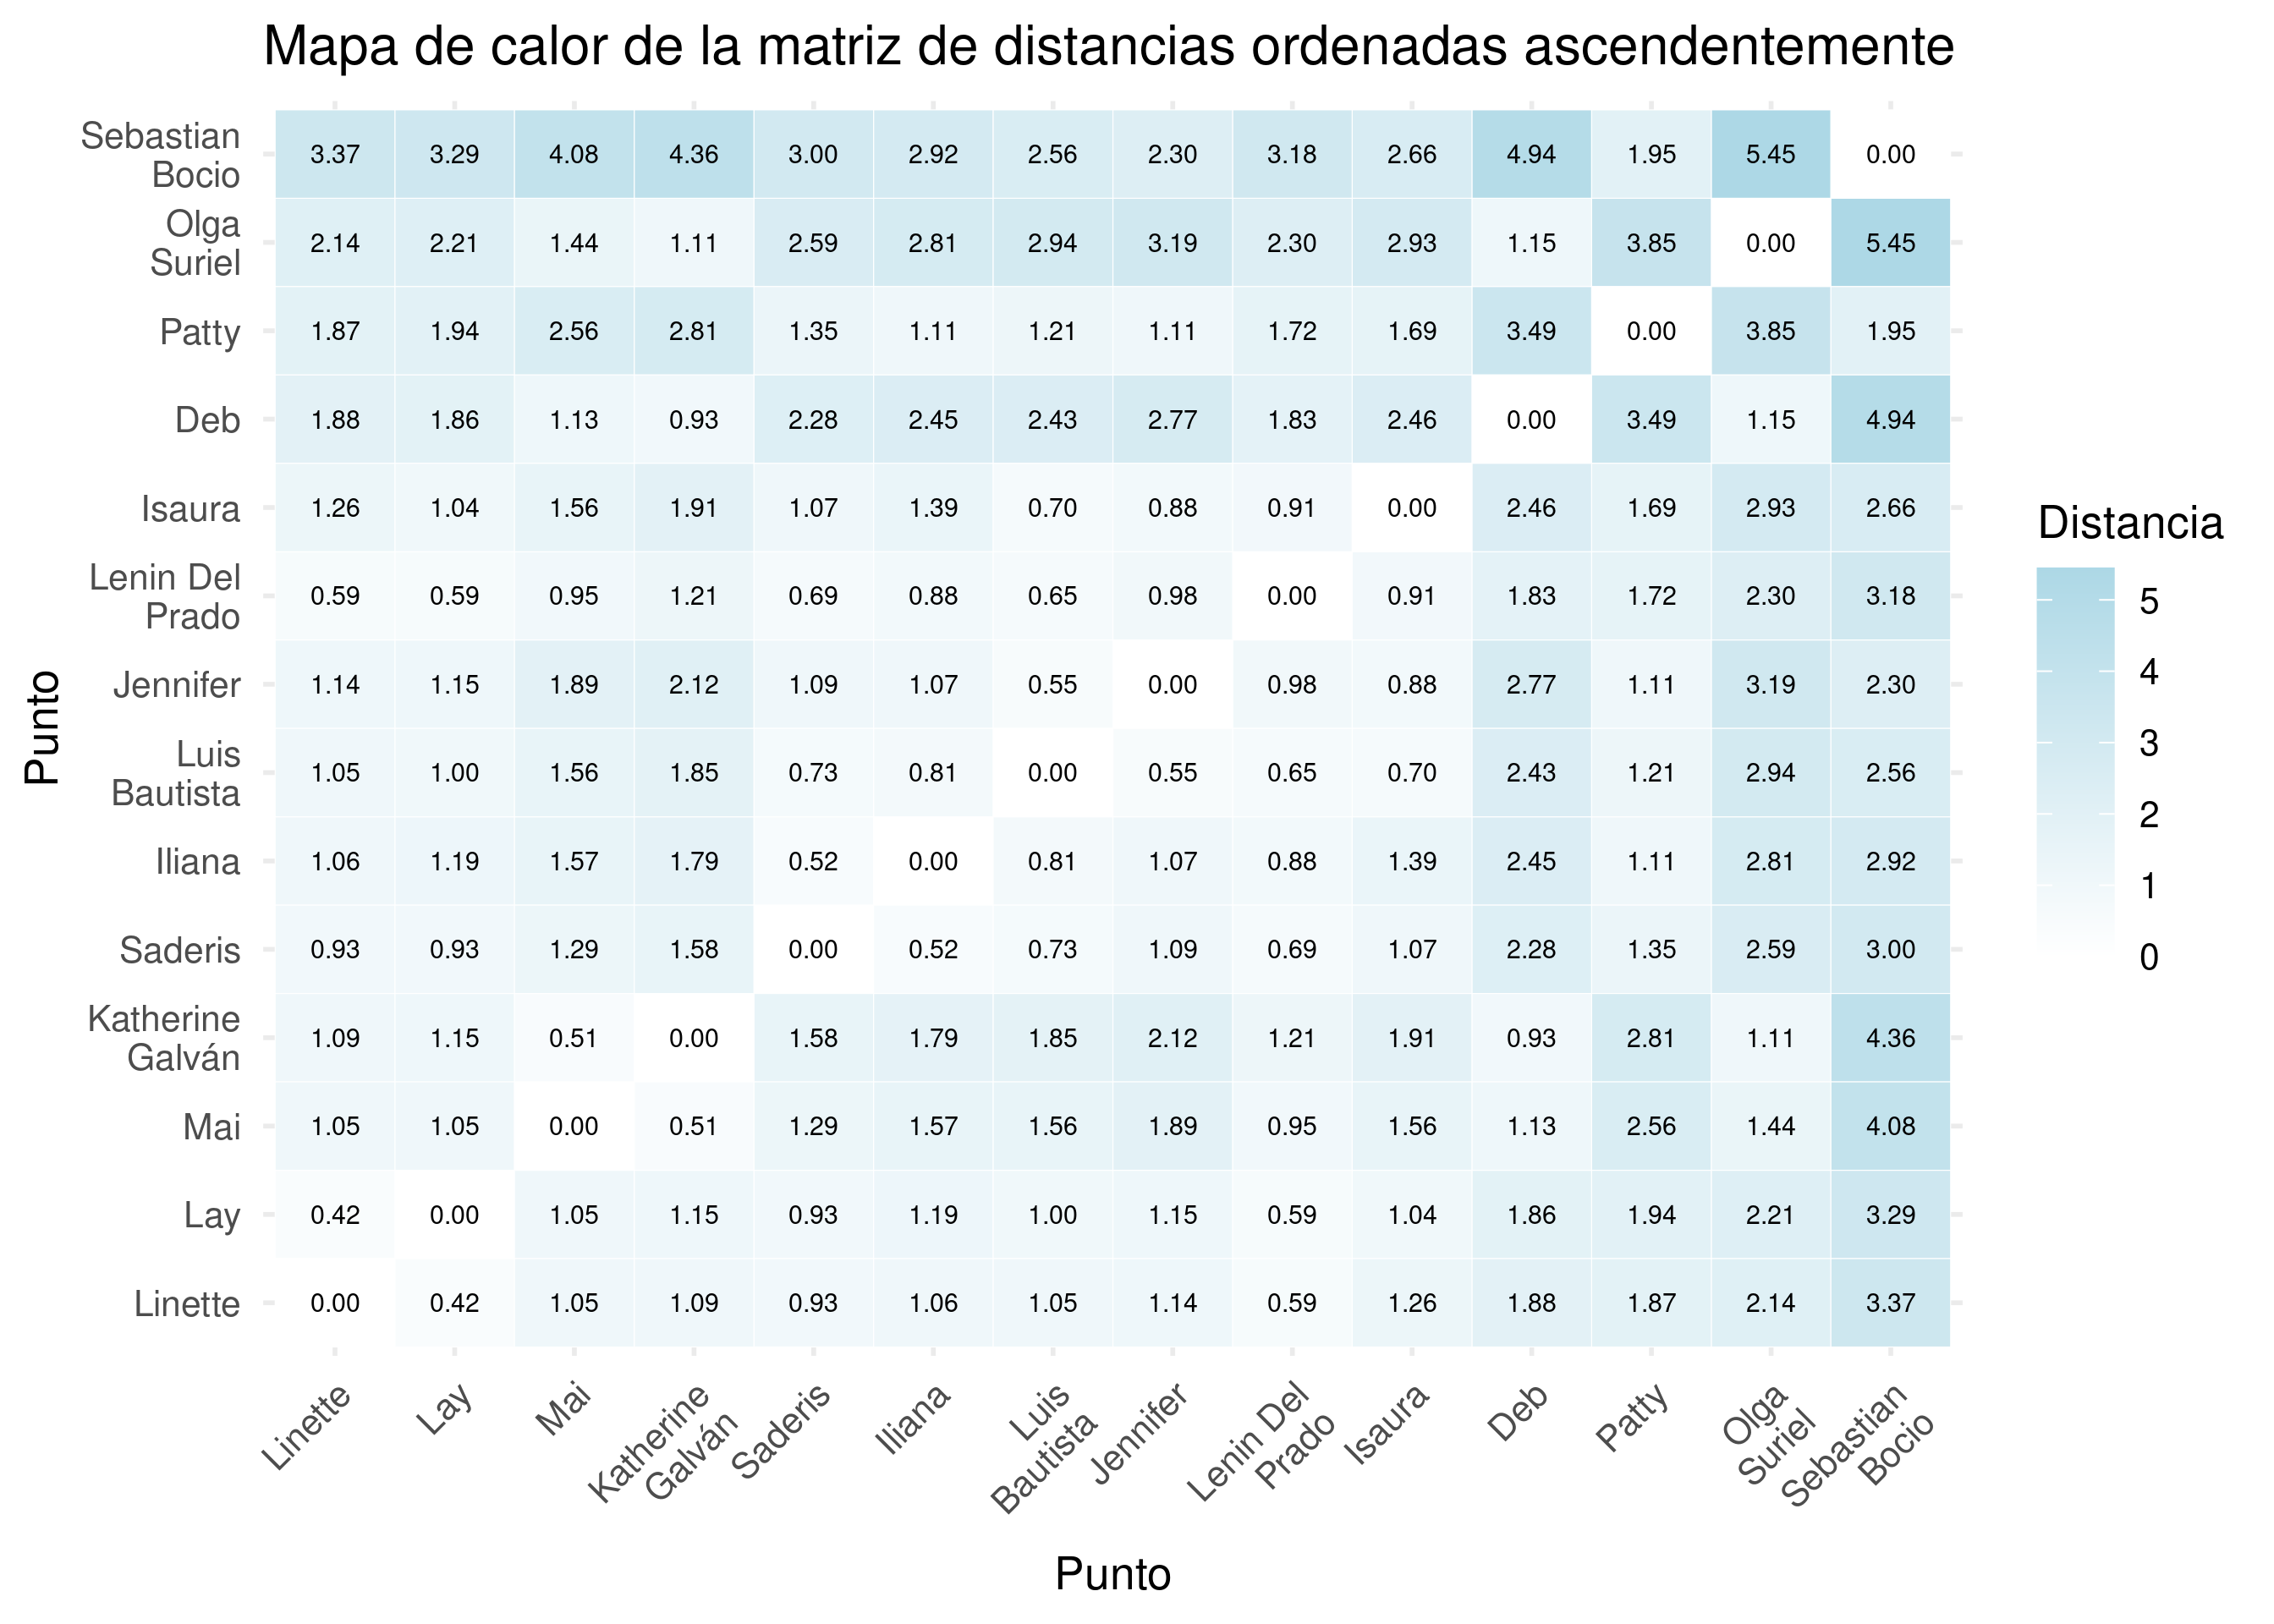 Mapa de calor de la matriz de distancias ordenadas ascendentemente
Sebastian
Bocio
3.37 3.29 4.08 4.36 3.00 2.92 2.56 2.30 3.18 2.66 4.94 1.95 5.45 0.00
Olga
Suriel
2.14 2.21 1.44 1.11 2.59 2.81 2.94 3.19 2.30 2.93 1.15 3.85 0.00 5.45
Patty
1.87 1.94 2.56 2.81 1.35 1.11 1.21 1.11 1.72 1.69 3.49 0.00 3.85 1.95
Deb
1.88 1.86 1.13 0.93 2.28 2.45 2.43 2.77 1.83 2.46 0.00 3.49 1.15 4.94
Isaura
1.26 1.04 1.56 1.91 1.07 1.39 0.70 0.88 0.91 0.00 2.46 1.69 2.93 2.66
Lenin Del
Prado
0.59 0.59 0.95 1.21 0.69 0.88 0.65 0.98 0.00 0.91 1.83 1.72 2.30 3.18
Jennifer
1.14 1.15 1.89 2.12 1.09 1.07 0.55 0.00 0.98 0.88 2.77 1.11 3.19 2.30
Luis
Bautista
1.05 1.00 1.56 1.85 0.73 0.81 0.00 0.55 0.65 0.70 2.43 1.21 2.94 2.56
Iliana
1.06 1.19 1.57 1.79 0.52 0.00 0.81 1.07 0.88 1.39 2.45 1.11 2.81 2.92
Saderis
0.93 0.93 1.29 1.58 0.00 0.52 0.73 1.09 0.69 1.07 2.28 1.35 2.59 3.00
Katherine
Galván
1.09 1.15 0.51 0.00 1.58 1.79 1.85 2.12 1.21 1.91 0.93 2.81 1.11 4.36
Mai
1.05 1.05 0.00 0.51 1.29 1.57 1.56 1.89 0.95 1.56 1.13 2.56 1.44 4.08
Lay
0.42 0.00 1.05 1.15 0.93 1.19 1.00 1.15 0.59 1.04 1.86 1.94 2.21 3.29
Linette
0.00 0.42 1.05 1.09 0.93 1.06 1.05 1.14 0.59 1.26 1.88 1.87 2.14 3.37
Punto
Linette
Lay
Mai
Katherine
Galván
Saderis
Iliana
Luis
Bautista
Jennifer
Lenin Del
Prado
Isaura
Deb
Patty
Olga
Suriel
Sebastian
Bocio
Punto
Distancia
5
4
3
2
1
0